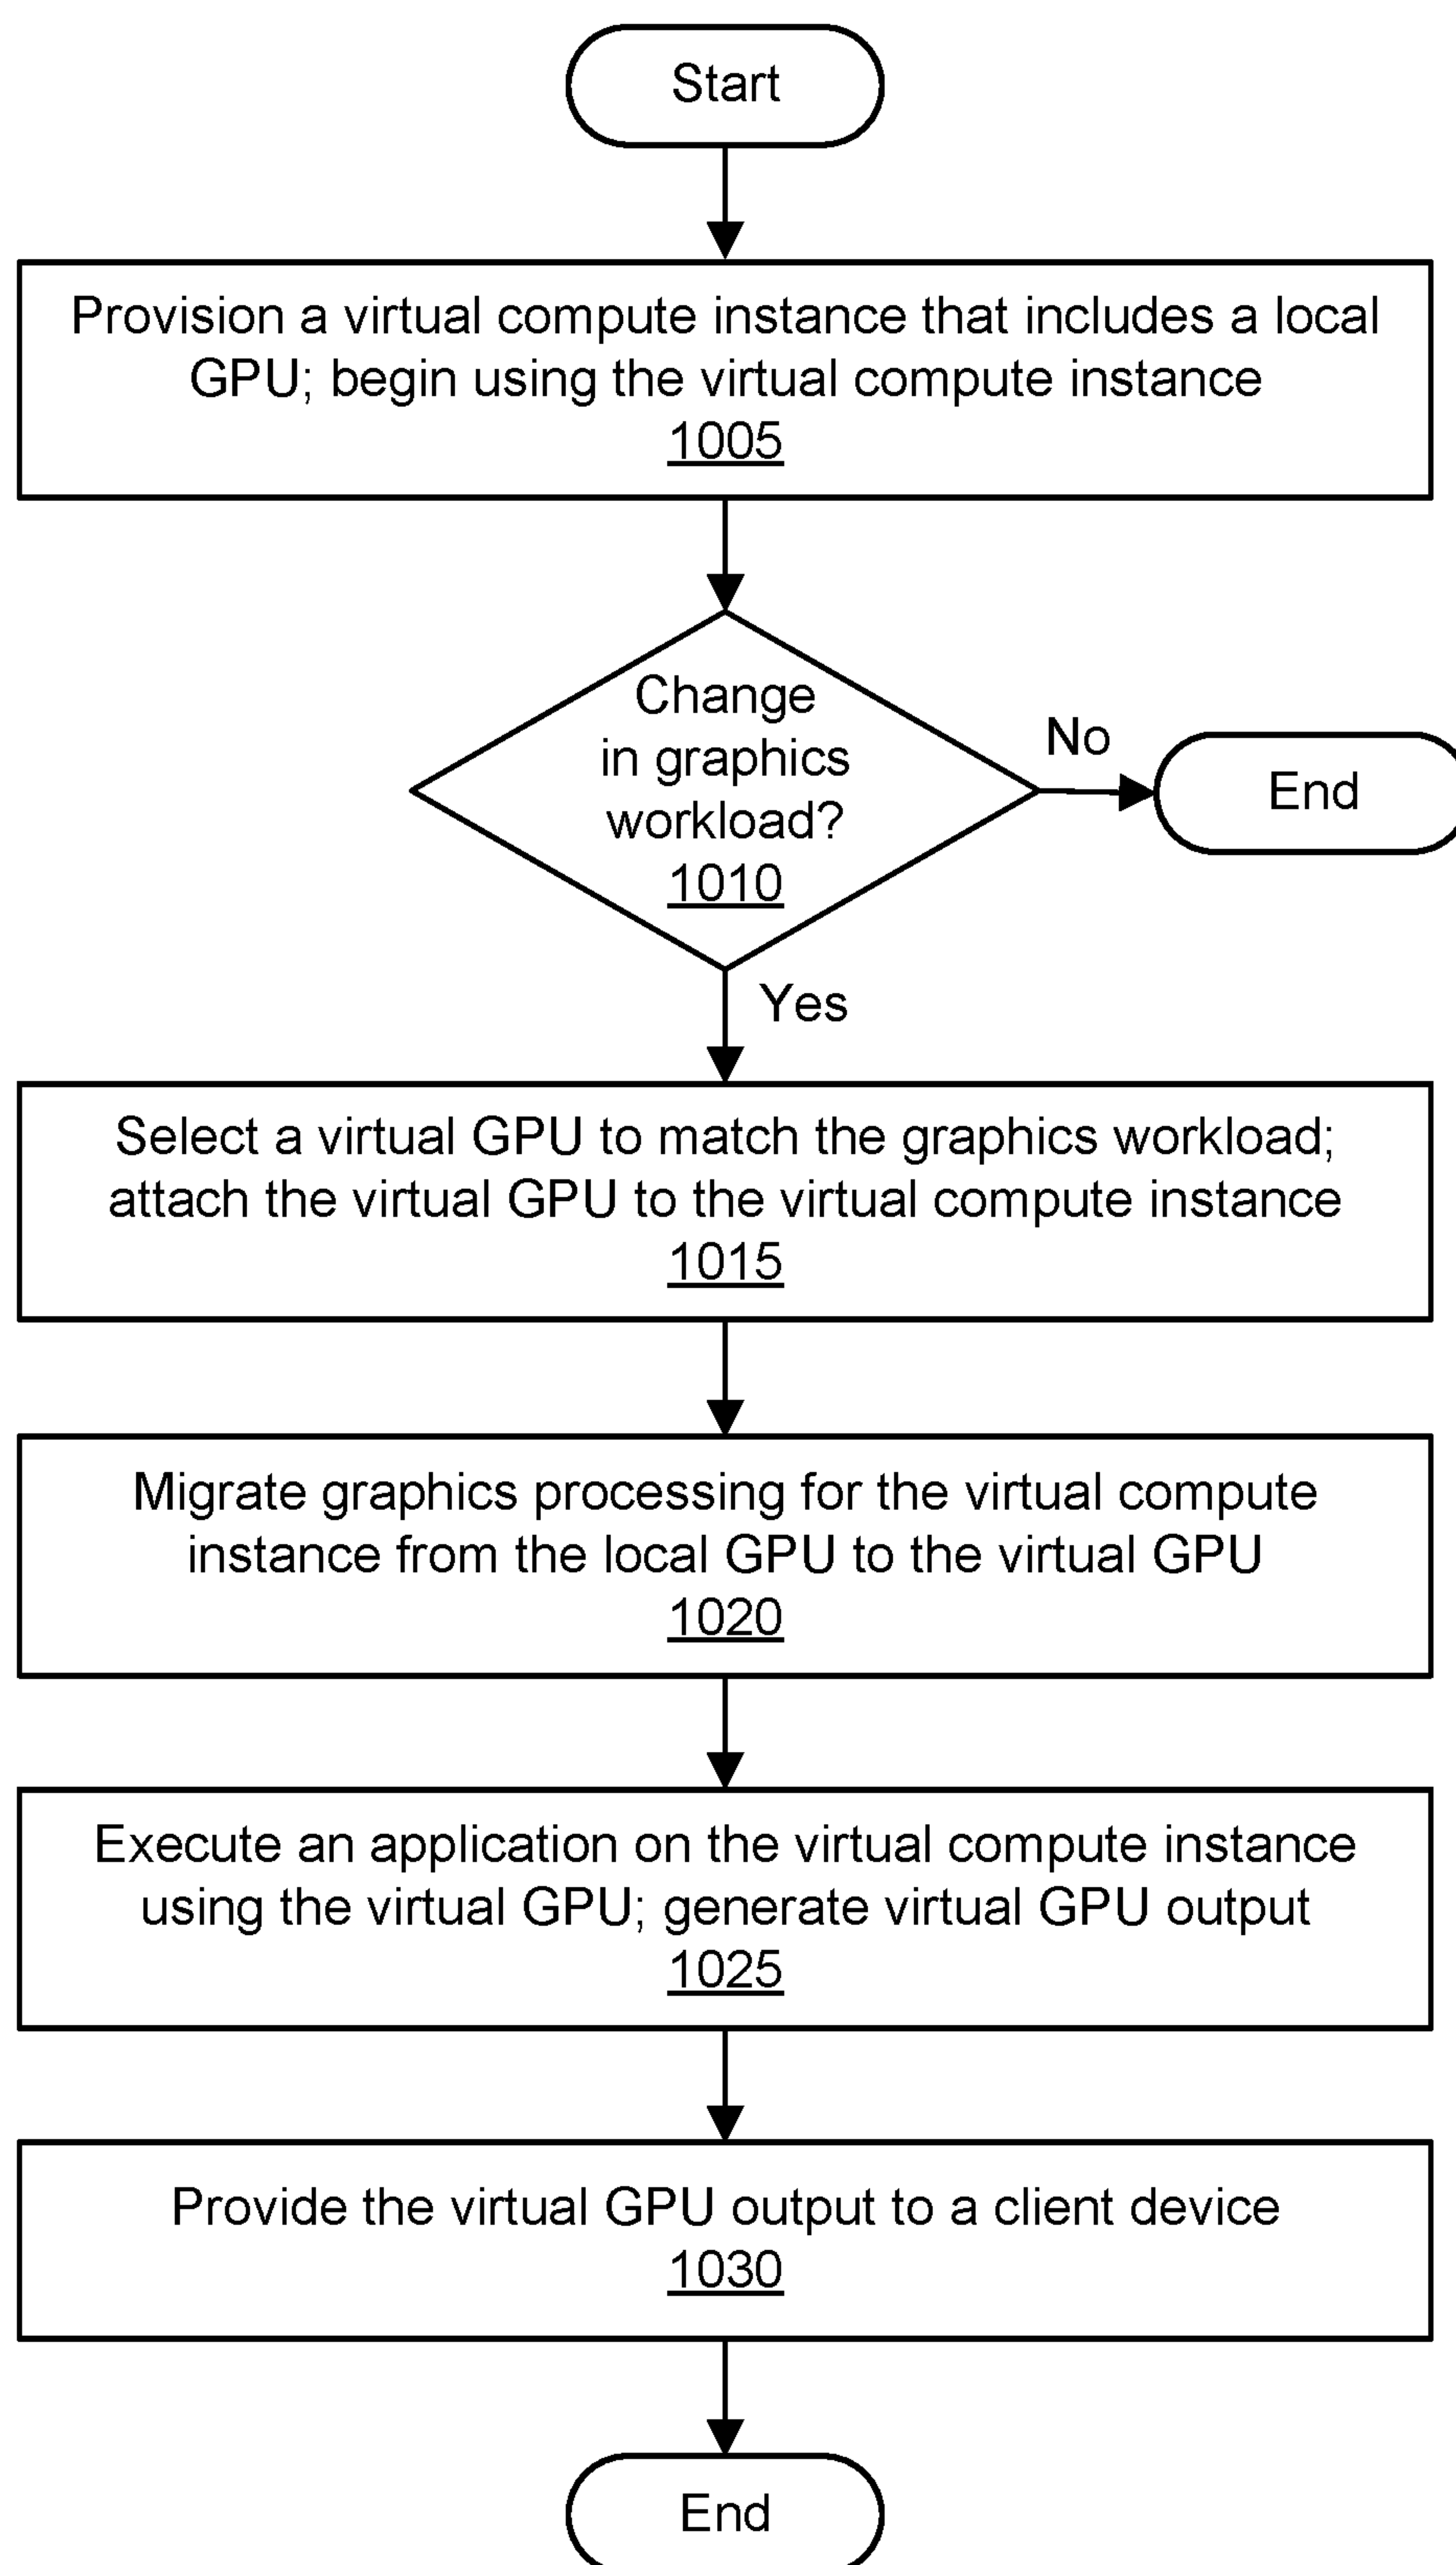 Start
Provision a virtual compute instance that includes a local
GPU; begin using the virtual compute instance
1005
Change
in graphics
workload?
1010
No
End
Yes
Select a virtual GPU to match the graphics workload;
attach the virtual GPU to the virtual compute instance
1015
Migrate graphics processing for the virtual compute
instance from the local GPU to the virtual GPU
1020
Execute an application on the virtual compute instance
using the virtual GPU; generate virtual GPU output
1025
Provide the virtual GPU output to a client device
1030
End